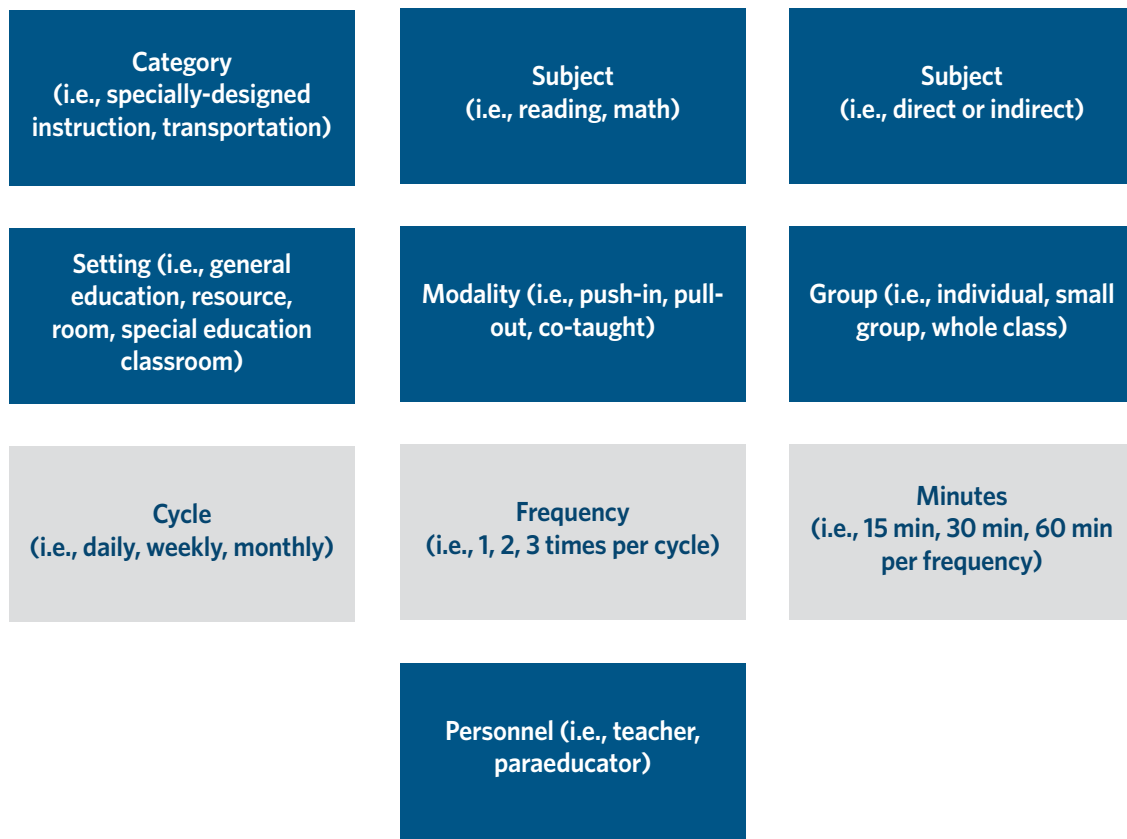 Category
(i.e., specially-designed
instruction, transportation)
Subject
(i.e., reading, math)
Subject
(i.e., direct or indirect)
Setting (i.e., general
education, resource,
room, special education
classroom)
Modality (i.e., push-in, pull-
out, co-taught)
Group (i.e., individual, small
group, whole class)
Cycle
(i.e., daily, weekly, monthly)
Frequency
(i.e., 1, 2, 3 times per cycle)
Minutes
(i.e., 15 min, 30 min, 60 min
per frequency)
Personnel (i.e., teacher,
paraeducator)